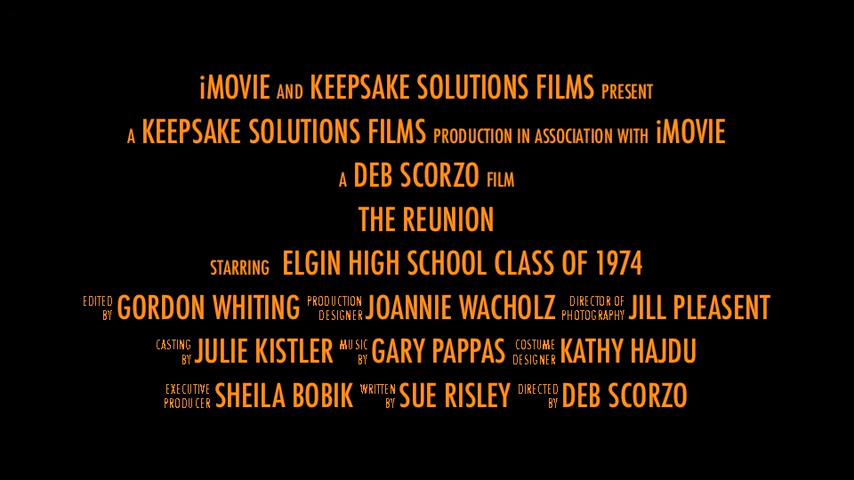 iMOVIE AND KEEPSAKE SOLUTIONS FILMS PRESENT
A KEEPSAKE SOLUTIONS FILMS PRODUCTION IN ASSOCIATION WITH iMOVIE
A DEB SCORZO FILM
THE REUNION
STARRING ELGIN HIGH SCHOOL CLASS OF 1974
EDITED BY GORDON WHITING PRODUCTION DESIGNER JOANNIE WACHOLZ DIRECTOR OF PHOTOGRAPHY JILL PLEASENT
CASTING BY JULIE KISTLER MUSIC BY GARY PAPPAS COSTUME DESIGNER KATHY HAJDU
EXECUTIVE PRODUCER SHEILA BOBIK WRITTEN BY SUE RISLEY DIRECTED BY DEB SCORZO